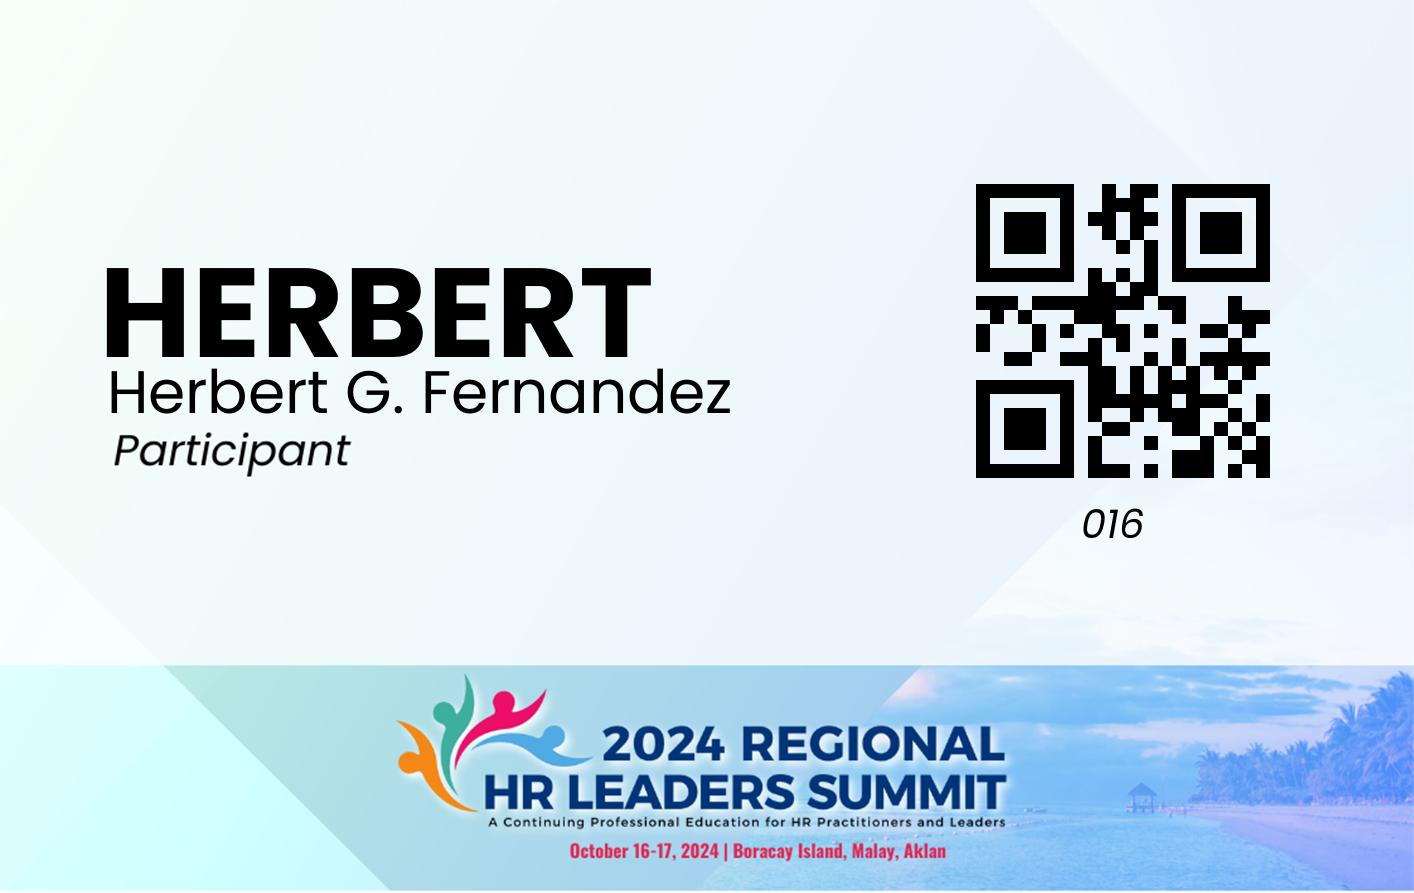 HERBERT
Herbert G. Fernandez
Participant
016
2024 REGIONAL
HR LEADERS SUMMIT
A Continuing Professional Education for HR Practitioners and Leaders
October 16-17, 2024 | Boracay Island, Malay, Aklan